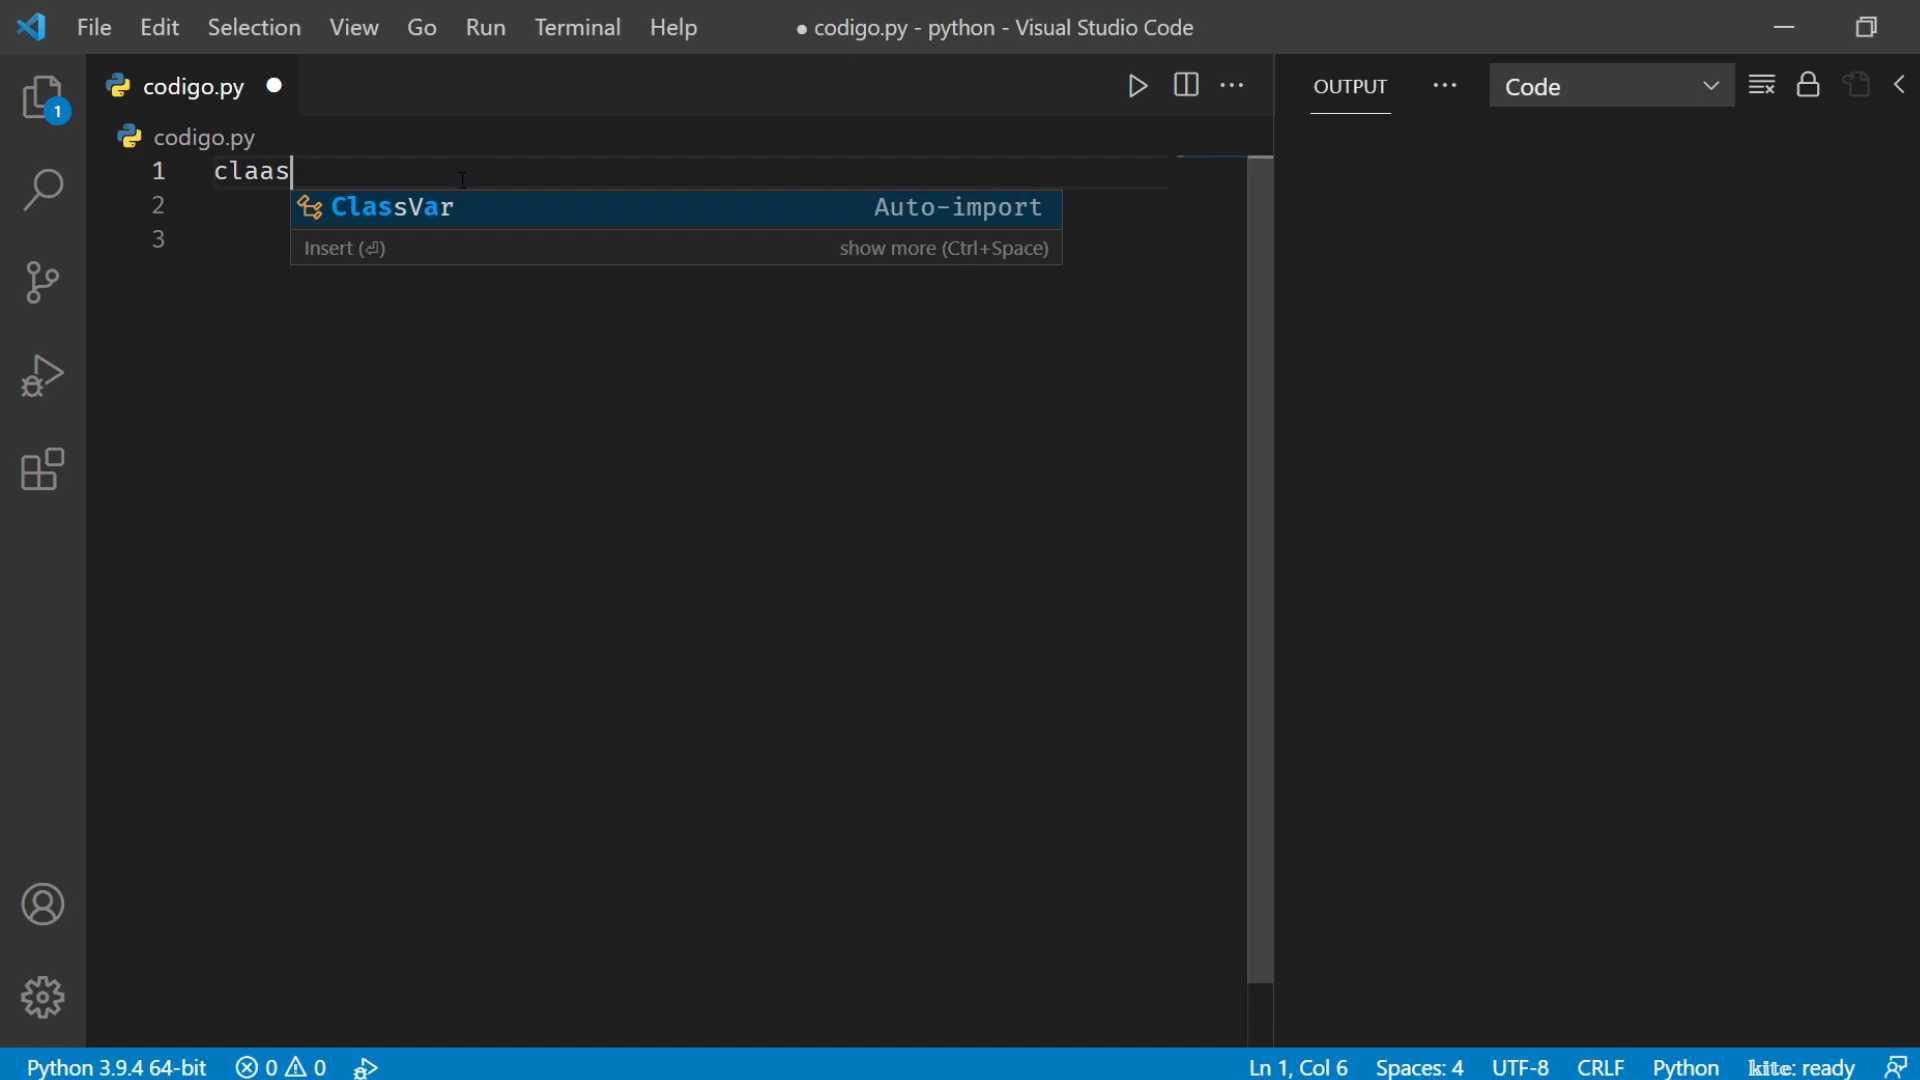 File Edit Selection View Go Run Terminal Help ● codigo.py - python - Visual Studio Code
codigo.py ● OUTPUT ··· Code
1
codigo.py
1 claas
ClassVar Auto-import
2
Insert (⏎) show more (Ctrl+Space)
3
Python 3.9.4 64-bit 0 0 Ln 1, Col 6 Spaces: 4 UTF-8 CRLF Python kite: ready